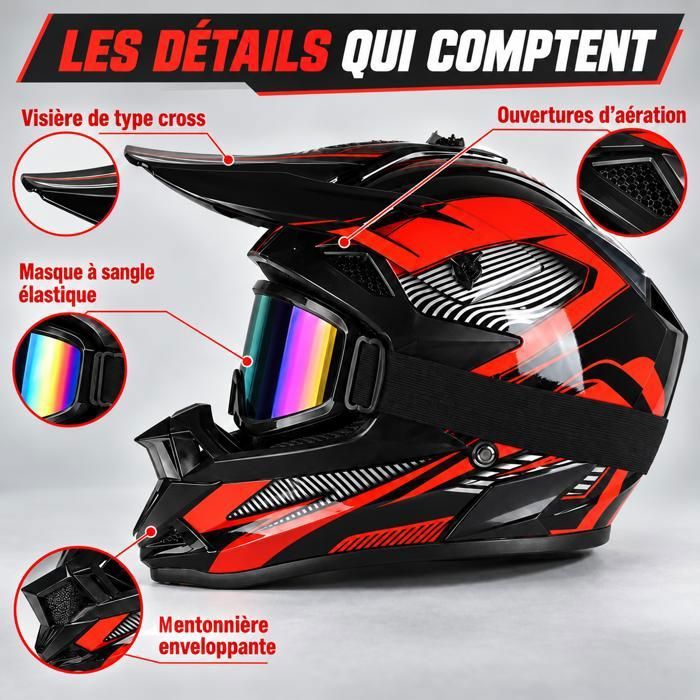 LES DÉTAILS QUI COMPTENT
Visière de type cross
Ouvertures d'aération
Masque à sangle
élastique
Mentonnière
enveloppante